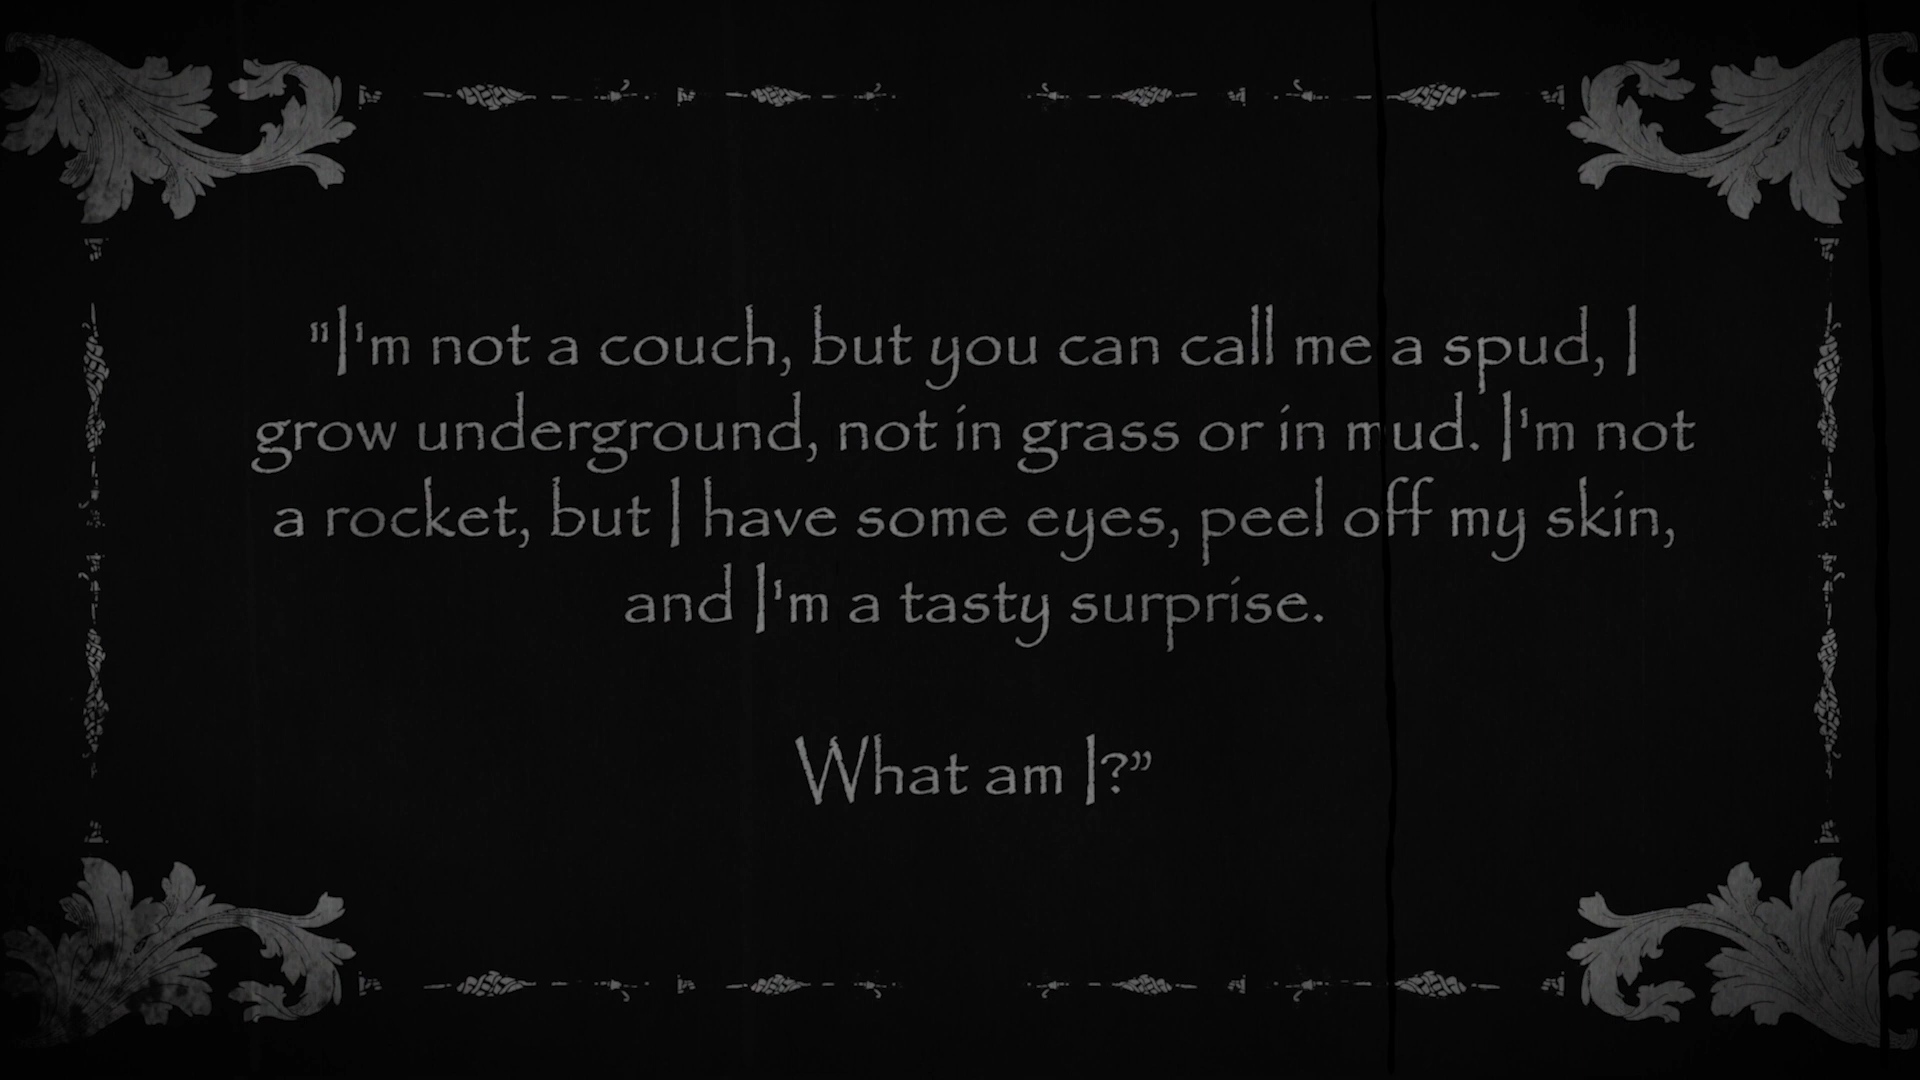 "I'm not a couch, but you can call me a spud, I
grow underground, not in grass or in mud. I'm not
a rocket, but I have some eyes, peel off my skin,
and I'm a tasty surprise.
What am I?”